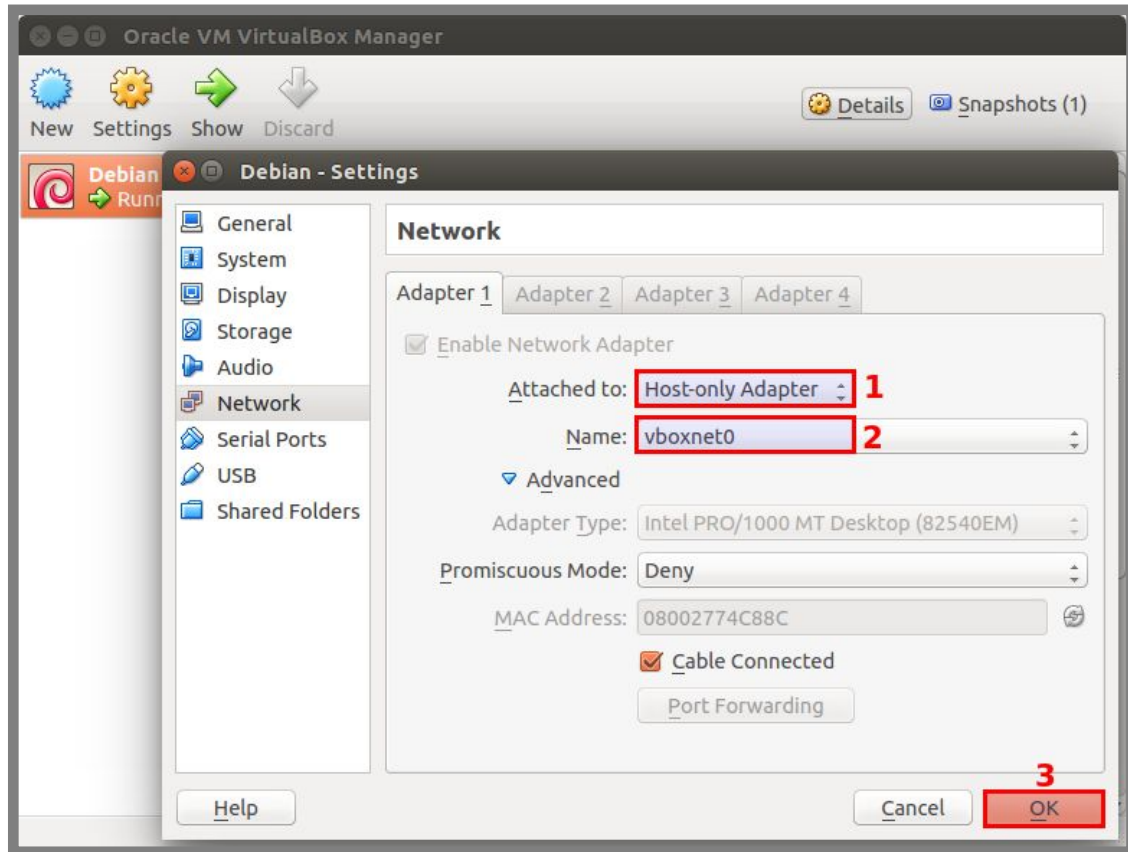 Oracle VM VirtualBox Manager
New Settings Show Discard
Details Snapshots (1)
Debian
Debian - Settings
General
System
Display
Storage
Audio
Network
Serial Ports
USB
Shared Folders
Network
Adapter 1 Adapter 2 Adapter 3 Adapter 4
Enable Network Adapter
Attached to: Host-only Adapter 1
Name: vboxnet0 2
Advanced
Adapter Type: Intel PRO/1000 MT Desktop (82540EM)
Promiscuous Mode: Deny
MAC Address: 08002774C88C
Cable Connected
Port Forwarding
3
Help Cancel OK